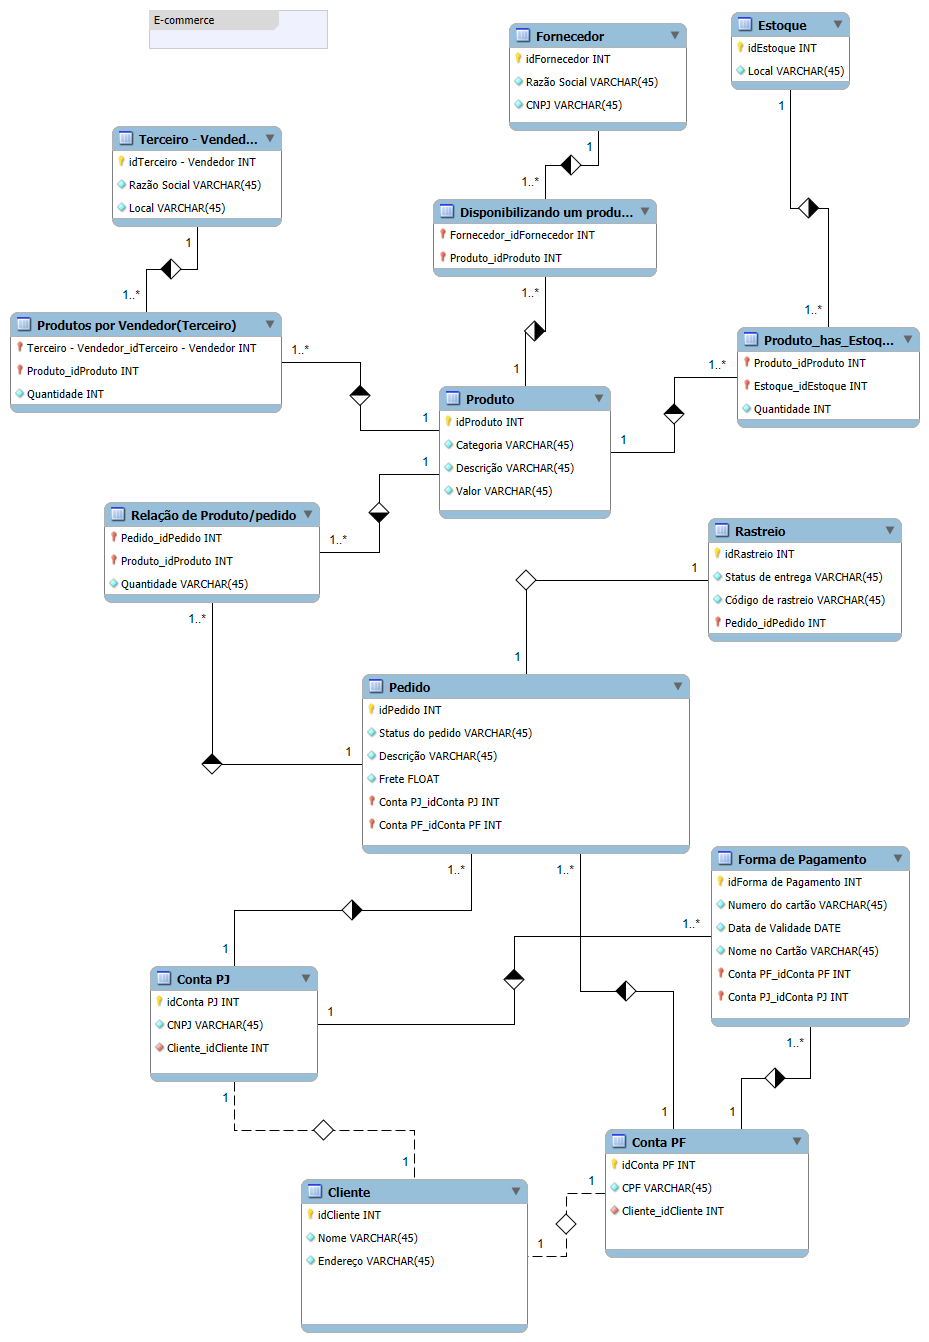 E-commerce
Fornecedor
idFornecedor INT
Razão Social VARCHAR(45)
CNPJ VARCHAR(45)
1
1..*
Estoque
idEstoque INT
Local VARCHAR(45)
1
1..*
Terceiro - Vended...
idTerceiro - Vendedor INT
Razão Social VARCHAR(45)
Local VARCHAR(45)
1
1..*
Disponibilizando um produ...
Fornecedor_idFornecedor INT
Produto_idProduto INT
1..*
1
Produtos por Vendedor(Terceiro)
Terceiro - Vendedor_idTerceiro - Vendedor INT
Produto_idProduto INT
Quantidade INT
1..*
1
Produto_has_Estoq...
Produto_idProduto INT
Estoque_idEstoque INT
Quantidade INT
1..*
1
Produto
idProduto INT
Categoria VARCHAR(45)
Descrição VARCHAR(45)
Valor VARCHAR(45)
1
1..*
Relação de Produto/pedido
Pedido_idPedido INT
Produto_idProduto INT
Quantidade VARCHAR(45)
1..*
1
Rastreio
idRastreio INT
Status de entrega VARCHAR(45)
Código de rastreio VARCHAR(45)
Pedido_idPedido INT
1
1
Pedido
idPedido INT
Status do pedido VARCHAR(45)
Descrição VARCHAR(45)
Frete FLOAT
Conta PJ_idConta PJ INT
Conta PF_idConta PF INT
1..*
1..*
1
1
Forma de Pagamento
idForma de Pagamento INT
Numero do cartão VARCHAR(45)
Data de Validade DATE
Nome no Cartão VARCHAR(45)
Conta PF_idConta PF INT
Conta PJ_idConta PJ INT
1..*
1
1..*
1
Conta PJ
idConta PJ INT
CNPJ VARCHAR(45)
Cliente_idCliente INT
1
1
Conta PF
idConta PF INT
CPF VARCHAR(45)
Cliente_idCliente INT
1
1
Cliente
idCliente INT
Nome VARCHAR(45)
Endereço VARCHAR(45)